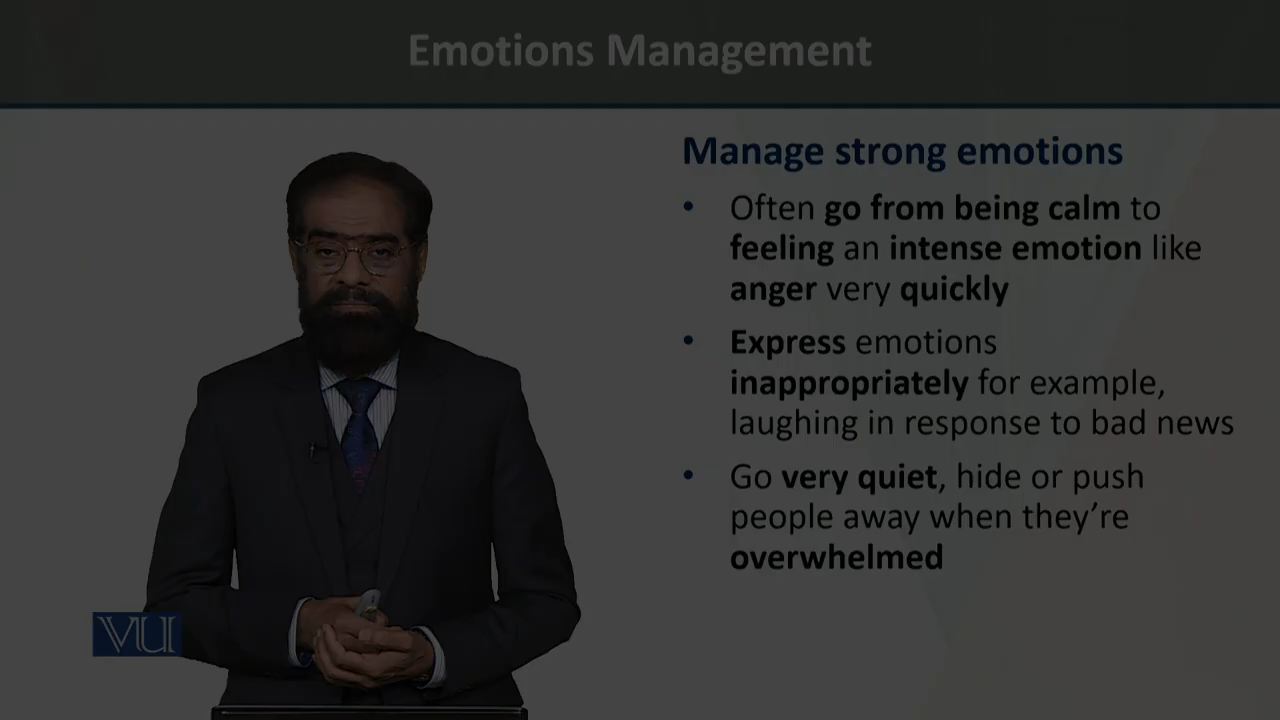 Emotions Management
Manage strong emotions
• Often go from being calm to
feeling an intense emotion like
anger very quickly
• Express emotions
inappropriately for example,
laughing in response to bad news
• Go very quiet, hide or push
people away when they’re
overwhelmed
VU